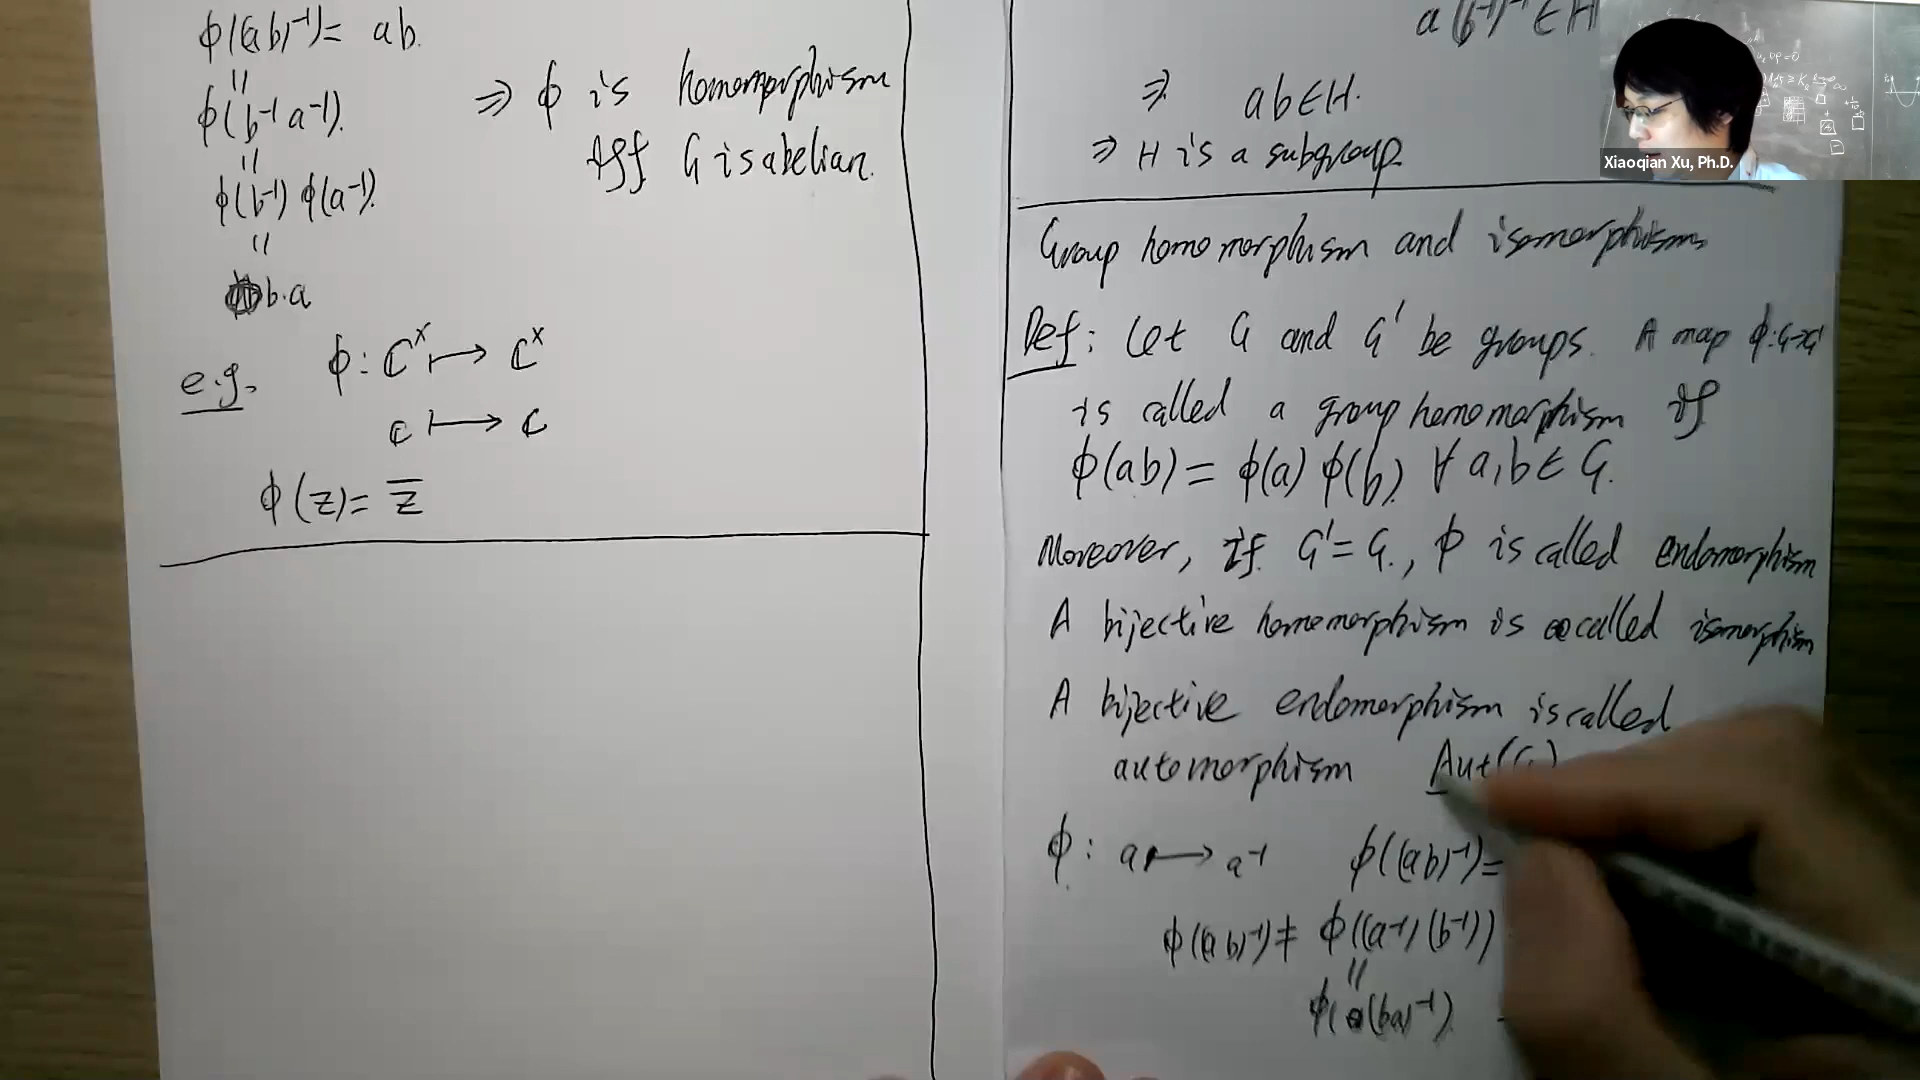 ϕ((ab)⁻¹) = ab.
||
ϕ(b⁻¹a⁻¹).
||
ϕ(b⁻¹) ϕ(a⁻¹).
||
b·a
⇒ ϕ is homomorphism
iff G is abelian.
e.g. ϕ: ℂˣ ↦ ℂˣ
c ↦ c
ϕ(z) = z̅
a(b⁻¹)⁻¹ ∈ H
⇒ ab ∈ H.
⇒ H is a subgroup.
Group homomorphism and isomorphism
Def: Let G and G' be groups. A map ϕ: G→G'
is called a group homomorphism if
ϕ(ab) = ϕ(a) ϕ(b), ∀ a,b ∈ G.
Moreover, if G' = G, ϕ is called endomorphism
A bijective homomorphism is called isomorphism
A bijective endomorphism is called
automorphism Aut(G)
ϕ: a ↦ a⁻¹ ϕ((ab)⁻¹) =
ϕ((ab)⁻¹) ≠ ϕ((a⁻¹)(b⁻¹))
||
ϕ((ba)⁻¹)
Xiaoqian Xu, Ph.D.